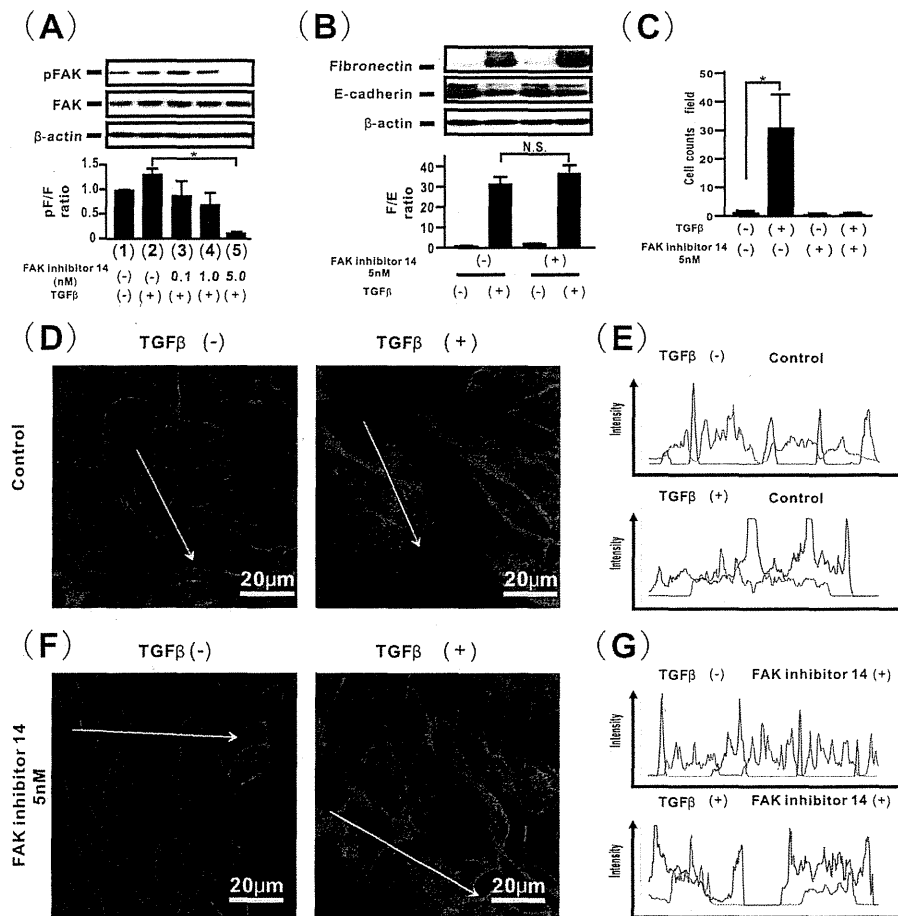 (A)
pFAK
FAK
β-actin
1.5
1.0
0.5
0
pF/F ratio
*
(1) (2) (3) (4) (5)
FAK inhibitor 14 (nM) (-) (-) 0.1 1.0 5.0
TGFβ (-) (+) (+) (+) (+)
(B)
Fibronectin
E-cadherin
β-actin
N.S.
40
30
20
10
0
F/E ratio
FAK inhibitor 14 5nM (-) (+)
TGFβ (-) (+) (-) (+)
(C)
50
40
30
20
10
0
Cell counts field
*
TGFβ (-) (+) (-) (+)
FAK inhibitor 14 5nM (-) (-) (+) (+)
(D)
TGFβ (-)
TGFβ (+)
Control
20μm
20μm
(E)
TGFβ (-) Control
Intensity
TGFβ (+) Control
Intensity
(F)
TGFβ (-)
TGFβ (+)
FAK inhibitor 14 5nM
20μm
20μm
(G)
TGFβ (-) FAK inhibitor 14 (+)
Intensity
TGFβ (+) FAK inhibitor 14 (+)
Intensity